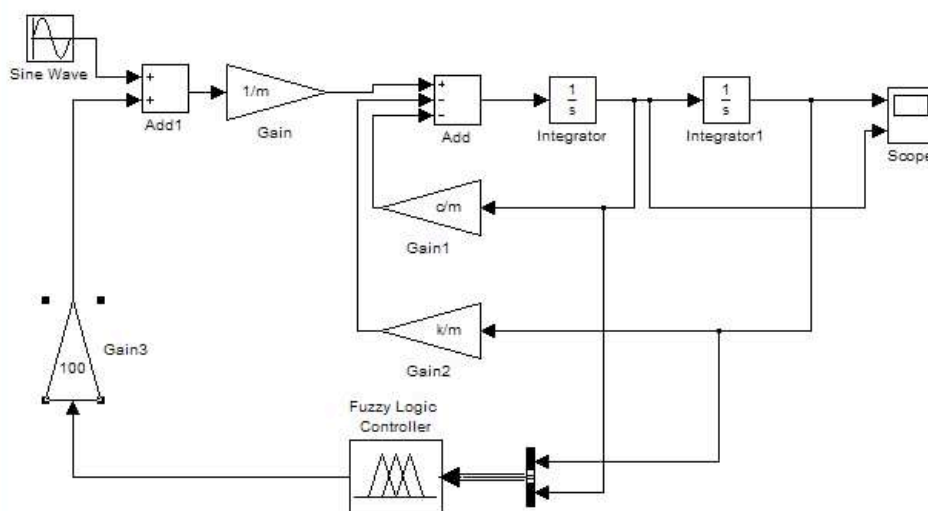 Sine Wave
+
+
Add1
1/m
Gain
+
−
−
Add
1
s
Integrator
1
s
Integrator1
Scope
c/m
Gain1
k/m
Gain2
100
Gain3
Fuzzy Logic
Controller